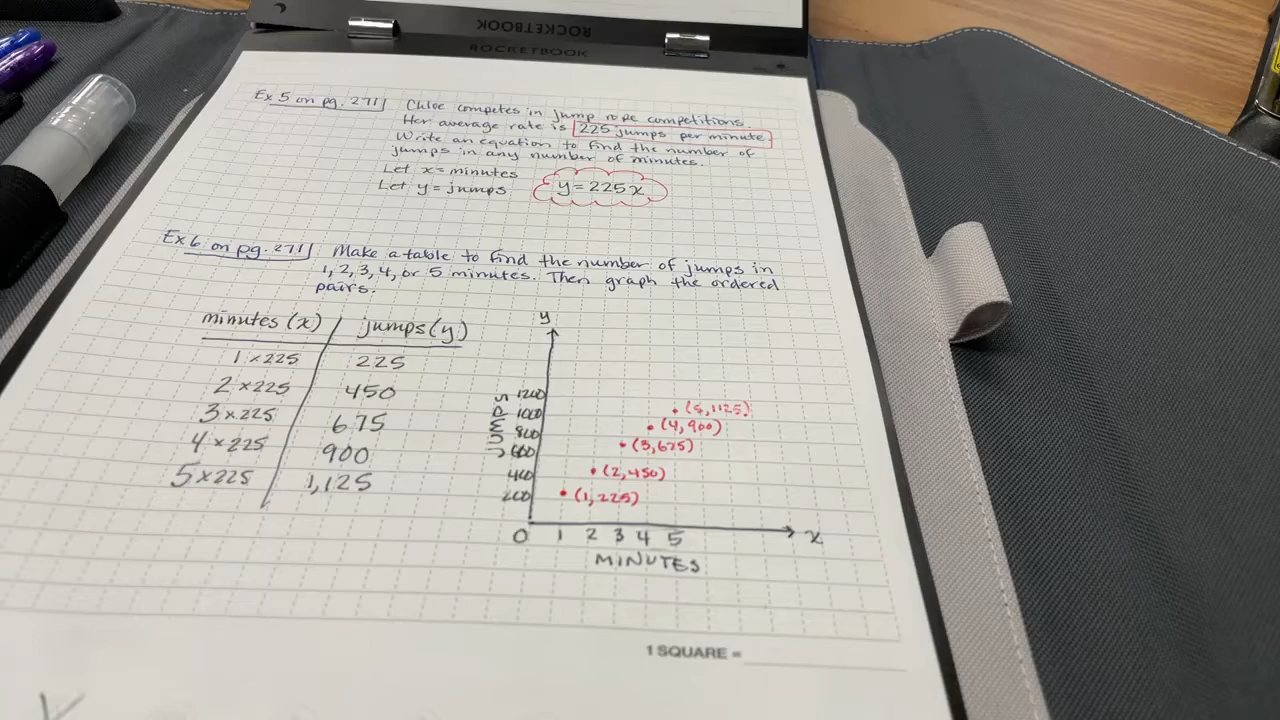 ROCKETBOOK
ROCKETBOOK
Ex 5 on pg. 271
Chloe competes in jump rope competitions.
Her average rate is 225 jumps per minute.
Write an equation to find the number of
jumps in any number of minutes.
Let x = minutes
Let y = jumps
y = 225x
Ex 6 on pg. 271
Make a table to find the number of jumps in
1, 2, 3, 4, or 5 minutes. Then graph the ordered
pairs.
minutes (x) jumps (y)
1 × 225 225
2 × 225 450
3 × 225 675
4 × 225 900
5 × 225 1,125
y
JUMPS
1200
1000
800
600
400
200
(5, 1125)
(4, 900)
(3, 675)
(2, 450)
(1, 225)
0 1 2 3 4 5 x
MINUTES
1 SQUARE =